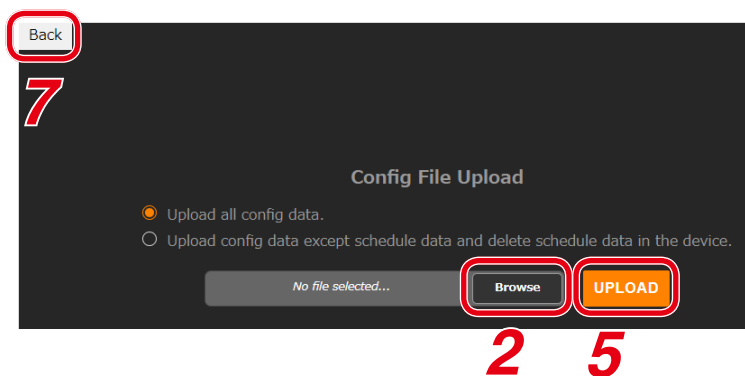 Back
7
Config File Upload
Upload all config data.
Upload config data except schedule data and delete schedule data in the device.
No file selected... Browse UPLOAD
2 5